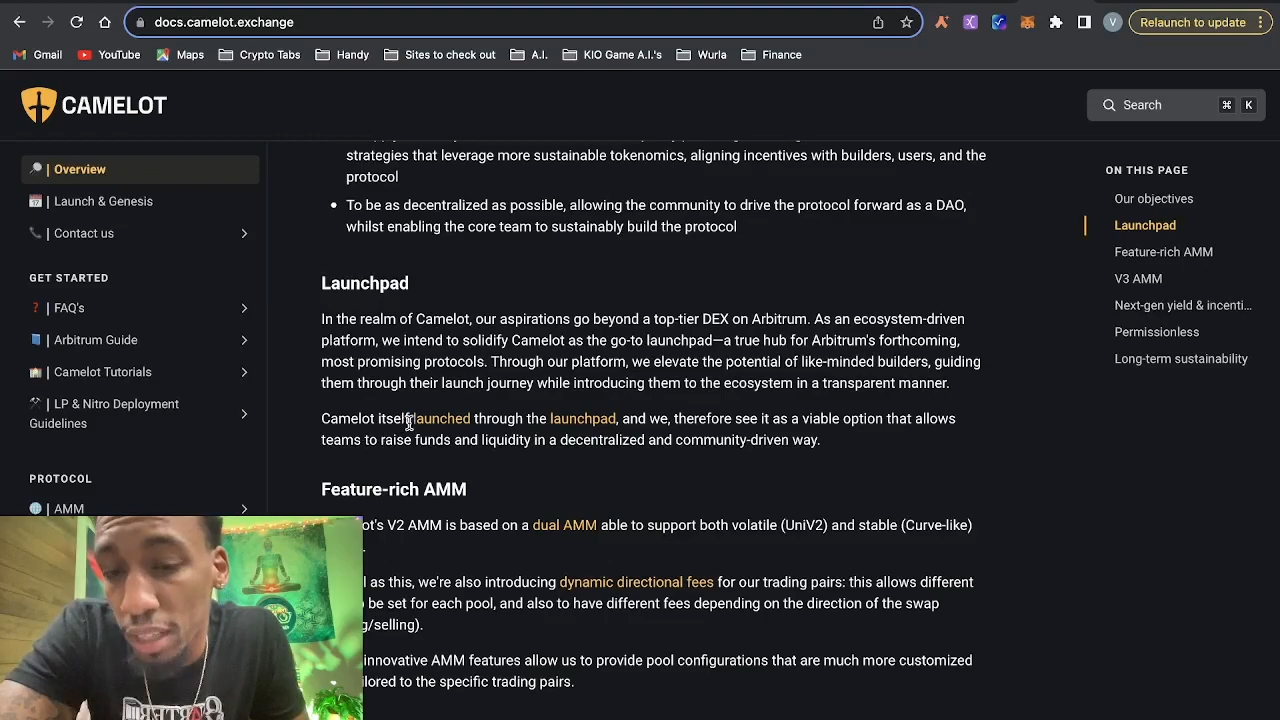 docs.camelot.exchange
V
Relaunch to update
Gmail
YouTube
Maps
Crypto Tabs
Handy
Sites to check out
A.I.
KIO Game A.I.'s
Wurla
Finance
CAMELOT
Search
⌘ K
| Overview
| Launch & Genesis
| Contact us
GET STARTED
| FAQ's
| Arbitrum Guide
| Camelot Tutorials
| LP & Nitro Deployment
Guidelines
PROTOCOL
| AMM
strategies that leverage more sustainable tokenomics, aligning incentives with builders, users, and the
protocol
• To be as decentralized as possible, allowing the community to drive the protocol forward as a DAO,
whilst enabling the core team to sustainably build the protocol
Launchpad
In the realm of Camelot, our aspirations go beyond a top-tier DEX on Arbitrum. As an ecosystem-driven
platform, we intend to solidify Camelot as the go-to launchpad—a true hub for Arbitrum's forthcoming,
most promising protocols. Through our platform, we elevate the potential of like-minded builders, guiding
them through their launch journey while introducing them to the ecosystem in a transparent manner.
Camelot itself launched through the launchpad, and we, therefore see it as a viable option that allows
teams to raise funds and liquidity in a decentralized and community-driven way.
Feature-rich AMM
ot's V2 AMM is based on a dual AMM able to support both volatile (UniV2) and stable (Curve-like)
as this, we're also introducing dynamic directional fees for our trading pairs: this allows different
be set for each pool, and also to have different fees depending on the direction of the swap
g/selling).
innovative AMM features allow us to provide pool configurations that are much more customized
ilored to the specific trading pairs.
ON THIS PAGE
Our objectives
Launchpad
Feature-rich AMM
V3 AMM
Next-gen yield & incenti...
Permissionless
Long-term sustainability